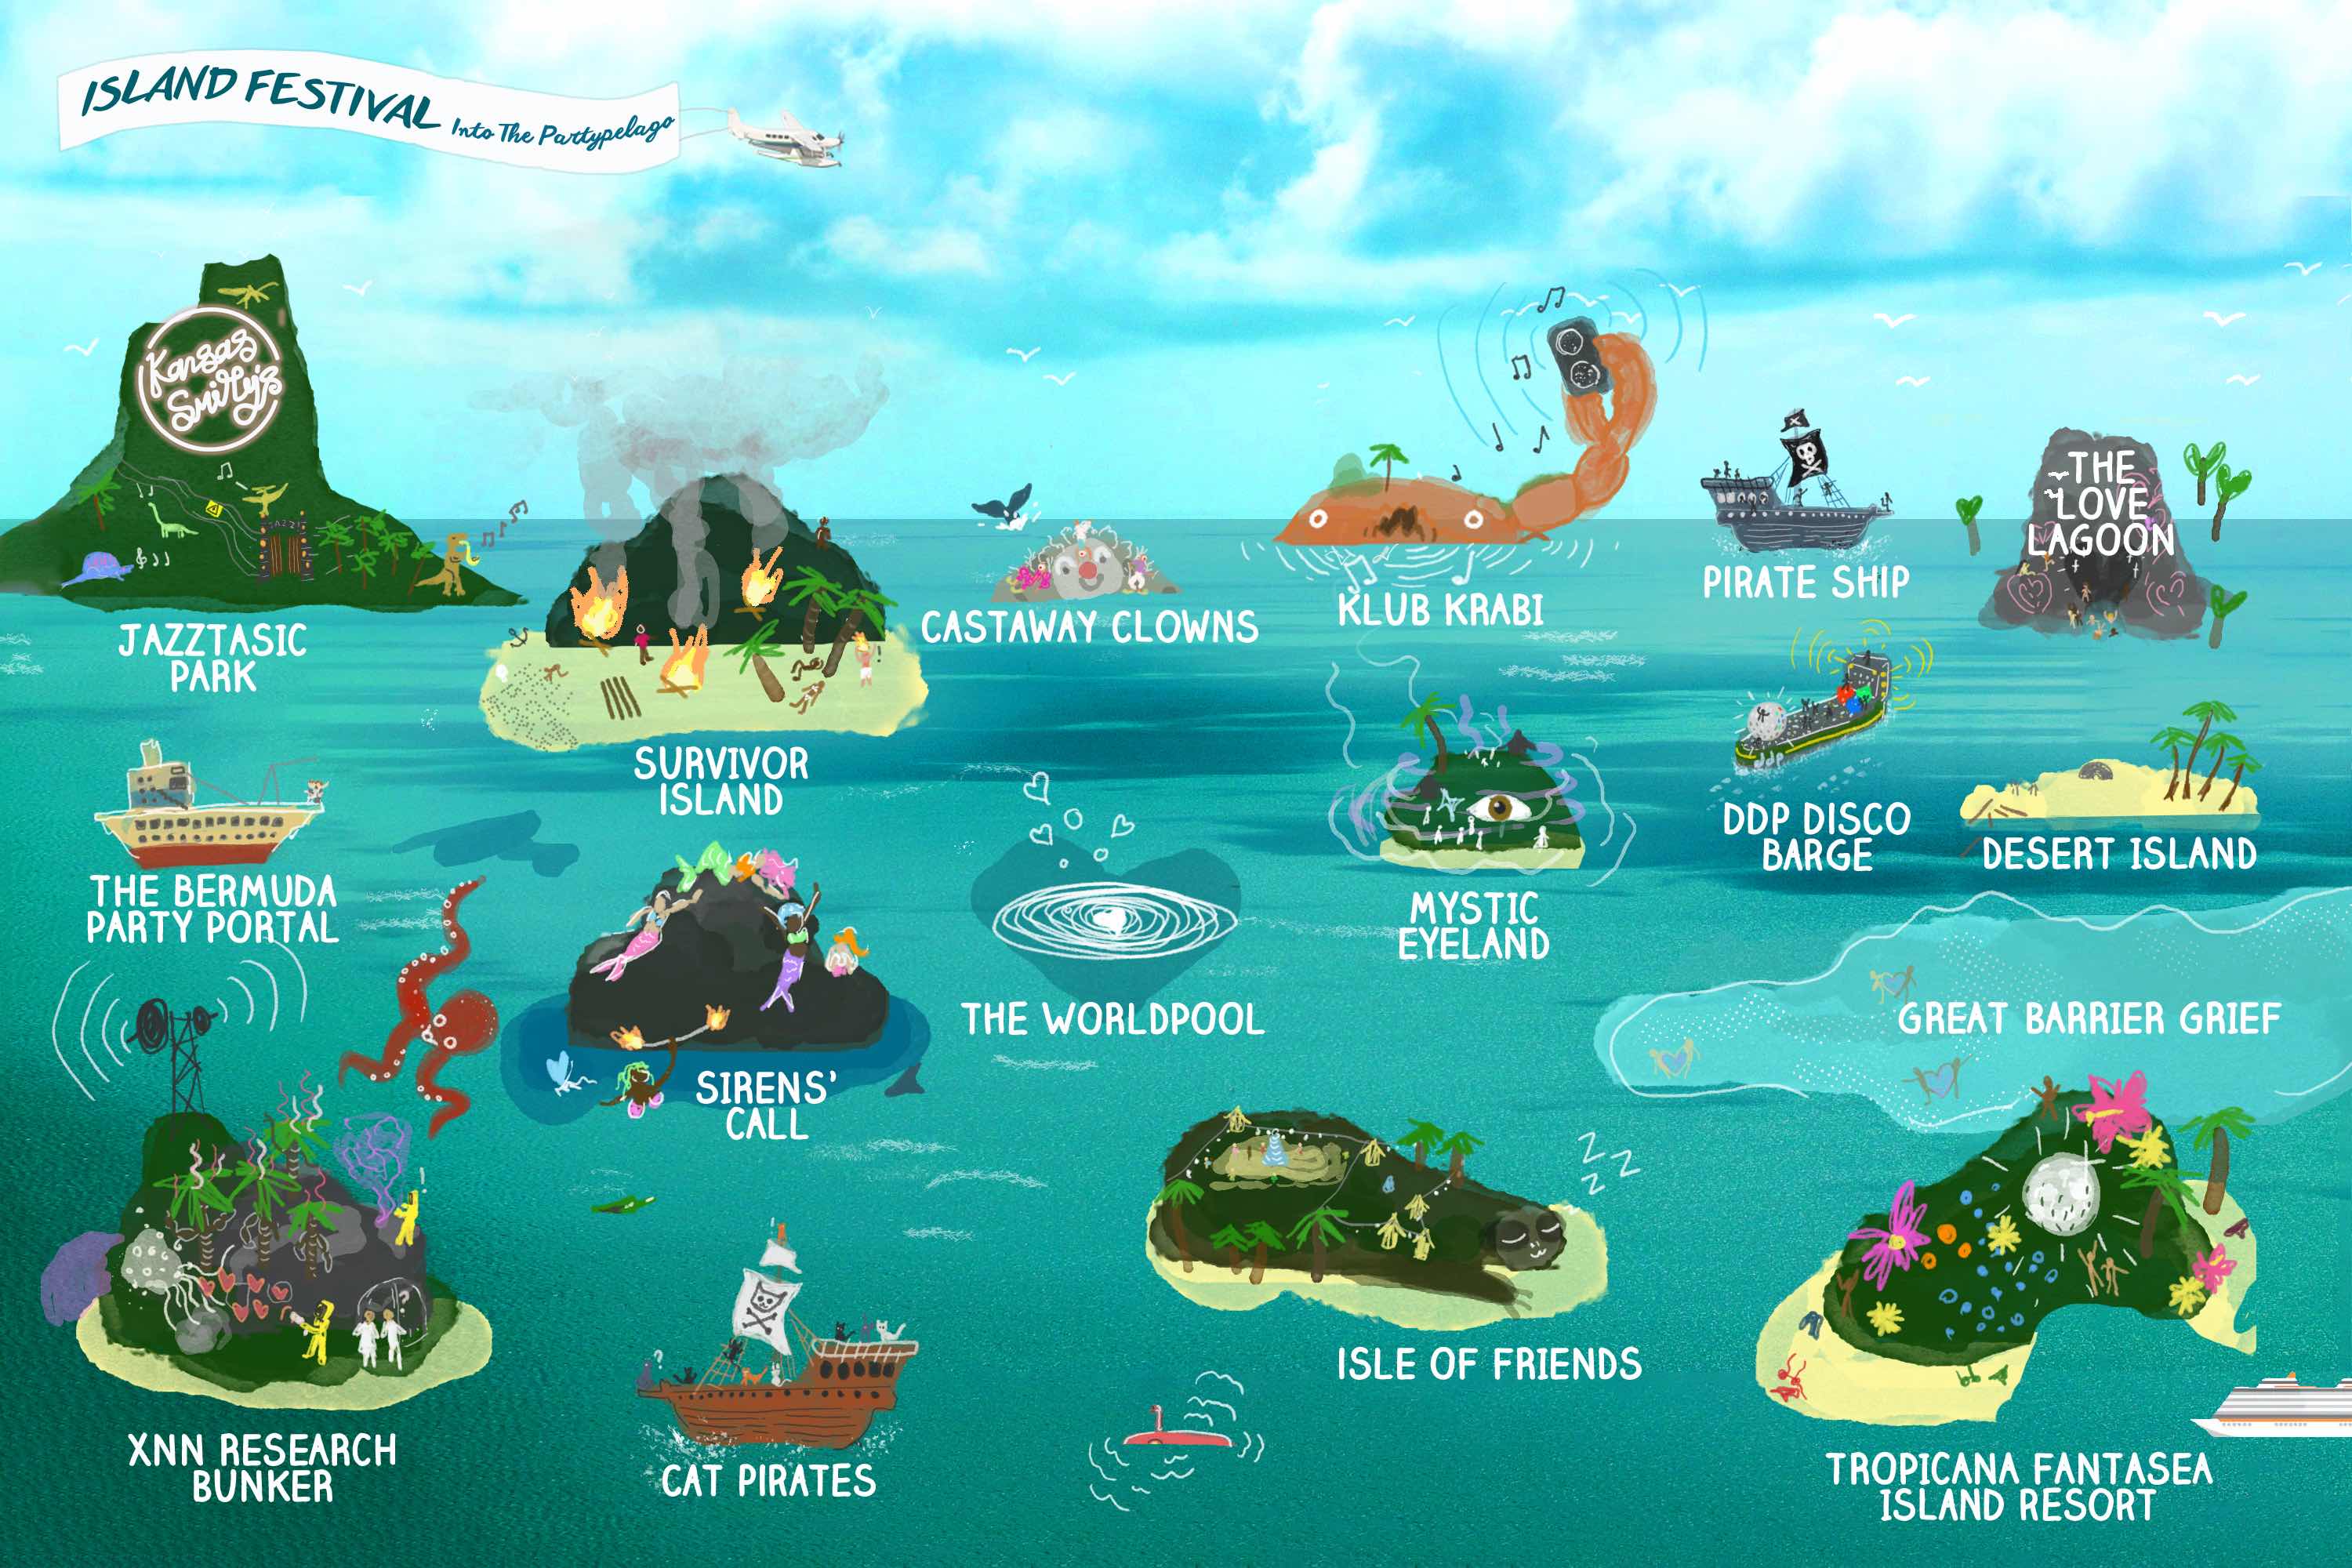 ISLAND FESTIVAL Into The Partypelago
Kansas
Smitty's
JAZZ
JAZZTASIC
PARK
SURVIVOR
ISLAND
CASTAWAY CLOWNS
KLUB KRABI
PIRATE SHIP
THE
LOVE
LAGOON
THE BERMUDA
PARTY PORTAL
SIRENS'
CALL
THE WORLDPOOL
MYSTIC
EYELAND
DDP DISCO
BARGE
DESERT ISLAND
GREAT BARRIER GRIEF
XNN RESEARCH
BUNKER
!
?
CAT PIRATES
ISLE OF FRIENDS
Z Z
Z
TROPICANA FANTASEA
ISLAND RESORT